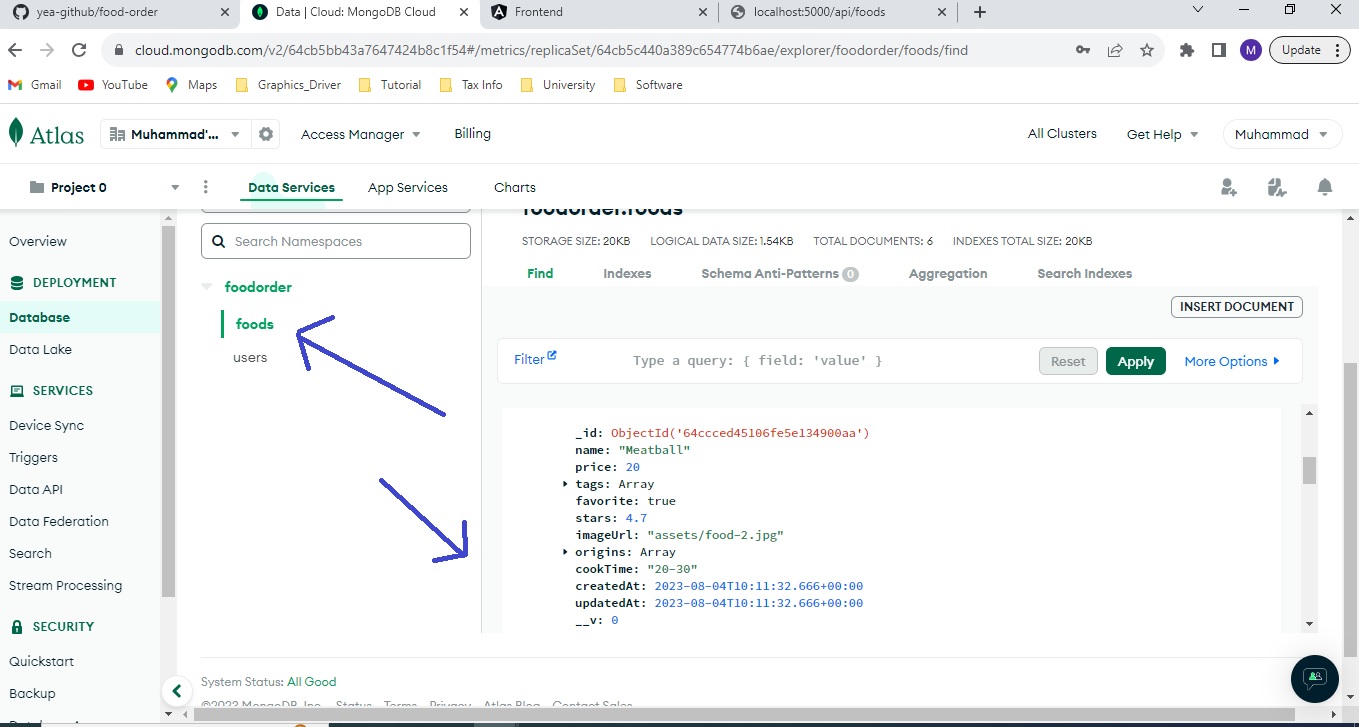 yea-github/food-order
Data | Cloud: MongoDB Cloud
Frontend
localhost:5000/api/foods
cloud.mongodb.com/v2/64cb5bb43a7647424b8c1f54#/metrics/replicaSet/64cb5c440a389c654774b6ae/explorer/foodorder/foods/find
M
Update
Gmail
YouTube
Maps
Graphics_Driver
Tutorial
Tax Info
University
Software
Atlas
Muhammad'...
Access Manager
Billing
All Clusters
Get Help
Muhammad
Project 0
Data Services
App Services
Charts
Overview
DEPLOYMENT
Database
Data Lake
SERVICES
Device Sync
Triggers
Data API
Data Federation
Search
Stream Processing
SECURITY
Quickstart
Backup
Search Namespaces
foodorder
foods
users
foodorder.foods
STORAGE SIZE: 20KB LOGICAL DATA SIZE: 1.54KB TOTAL DOCUMENTS: 6 INDEXES TOTAL SIZE: 20KB
Find
Indexes
Schema Anti-Patterns 0
Aggregation
Search Indexes
INSERT DOCUMENT
Filter
Type a query: { field: 'value' }
Reset
Apply
More Options
_id: ObjectId('64ccced45106fe5e134900aa')
name: "Meatball"
price: 20
tags: Array
favorite: true
stars: 4.7
imageUrl: "assets/food-2.jpg"
origins: Array
cookTime: "20-30"
createdAt: 2023-08-04T10:11:32.666+00:00
updatedAt: 2023-08-04T10:11:32.666+00:00
__v: 0
System Status: All Good
©2023 MongoDB, Inc. Status Terms Privacy Atlas Blog Contact Sales